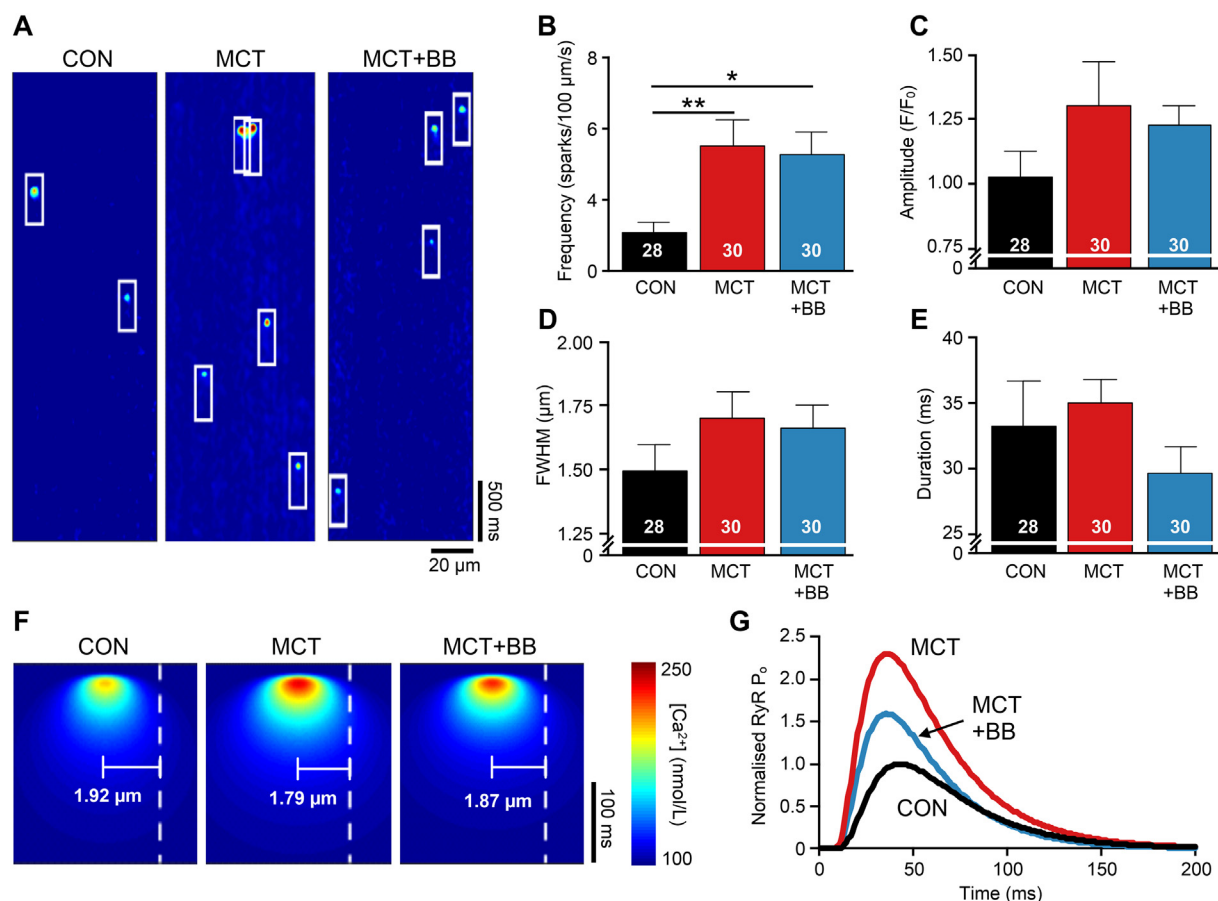 A
CON
MCT
MCT+BB
500 ms
20 µm
B
Frequency (sparks/100 µm/s)
8
6
4
2
0
*
**
28
30
30
CON
MCT
MCT
+BB
C
Amplitude (F/F₀)
1.50
1.25
1.00
0.75
0
28
30
30
CON
MCT
MCT
+BB
D
FWHM (µm)
2.00
1.75
1.50
1.25
0
28
30
30
CON
MCT
MCT
+BB
E
Duration (ms)
40
35
30
25
0
28
30
30
CON
MCT
MCT
+BB
F
CON
MCT
MCT+BB
1.92 µm
1.79 µm
1.87 µm
100 ms
250
[Ca²⁺] (nmol/L)
100
G
Normalised RyR Pₒ
2.5
2.0
1.5
1.0
0.5
0
MCT
MCT
+BB
CON
0
50
100
150
200
Time (ms)